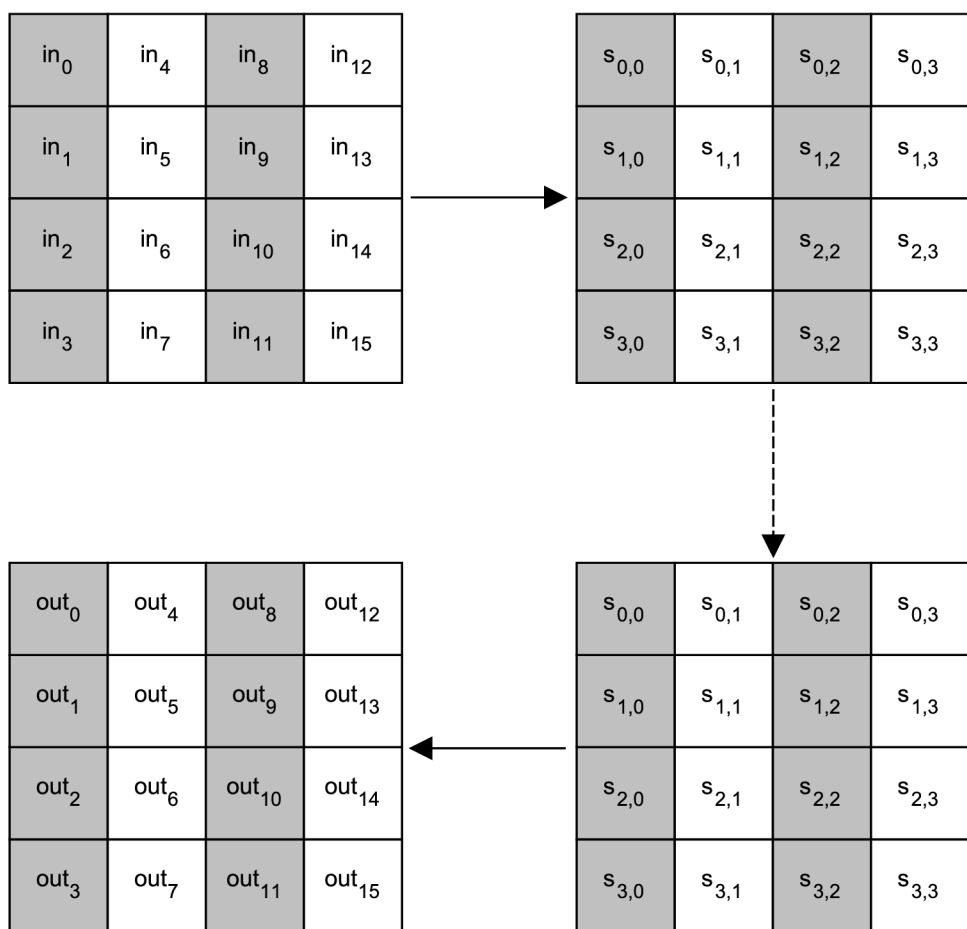 in0 in4 in8 in12 s0,0 s0,1 s0,2 s0,3
in1 in5 in9 in13 s1,0 s1,1 s1,2 s1,3
in2 in6 in10 in14 s2,0 s2,1 s2,2 s2,3
in3 in7 in11 in15 s3,0 s3,1 s3,2 s3,3
out0 out4 out8 out12 s0,0 s0,1 s0,2 s0,3
out1 out5 out9 out13 s1,0 s1,1 s1,2 s1,3
out2 out6 out10 out14 s2,0 s2,1 s2,2 s2,3
out3 out7 out11 out15 s3,0 s3,1 s3,2 s3,3